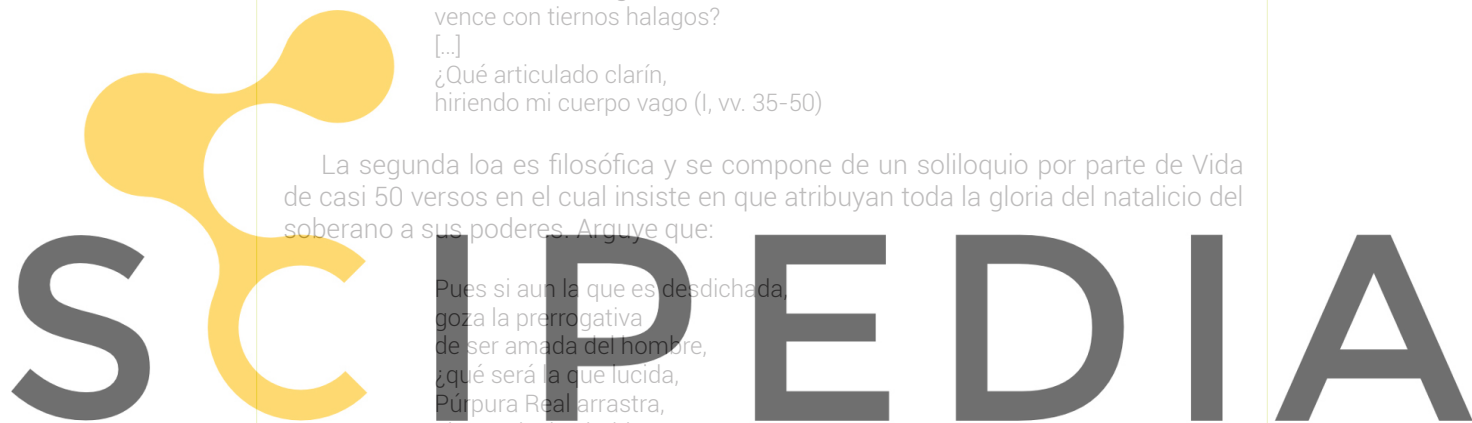 vence con tiernos halagos?
[...]
¿Qué articulado clarín,
hiriendo mi cuerpo vago (I, vv. 35-50)
La segunda loa es filosófica y se compone de un soliloquio por parte de Vida
de casi 50 versos en el cual insiste en que atribuyan toda la gloria del natalicio del
soberano a sus poderes. Arguye que:
SCIPEDIA
Pues si aun la que es desdichada,
goza la prerrogativa
de ser amada del hombre,
¿qué será la que lucida,
Púrpura Real arrastra,